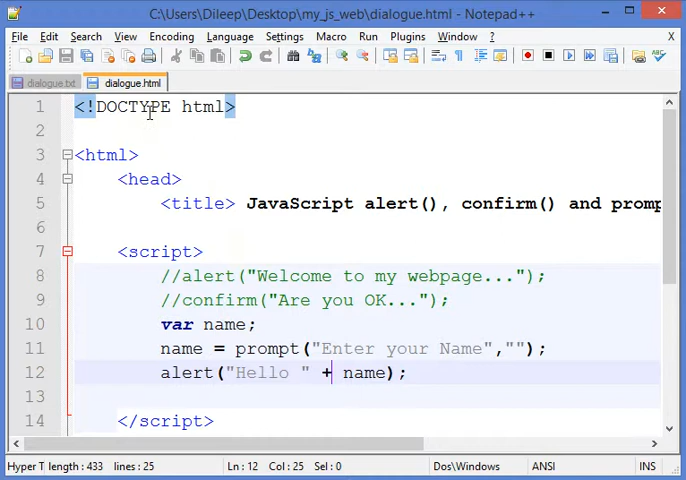 C:\Users\Dileep\Desktop\my_js_web\dialogue.html - Notepad++
File Edit Search View Encoding Language Settings Macro Run Plugins Window ? X
dialogue.txt dialogue.html
1 <!DOCTYPE html>
2
3 <html>
4 <head>
5 <title> JavaScript alert(), confirm() and promp
6
7 <script>
8 //alert("Welcome to my webpage...");
9 //confirm("Are you OK...");
10 var name;
11 name = prompt("Enter your Name","");
12 alert("Hello " + name);
13
14 </script>
Hyper T length : 433 lines : 25 Ln : 12 Col : 25 Sel : 0 Dos\Windows ANSI INS